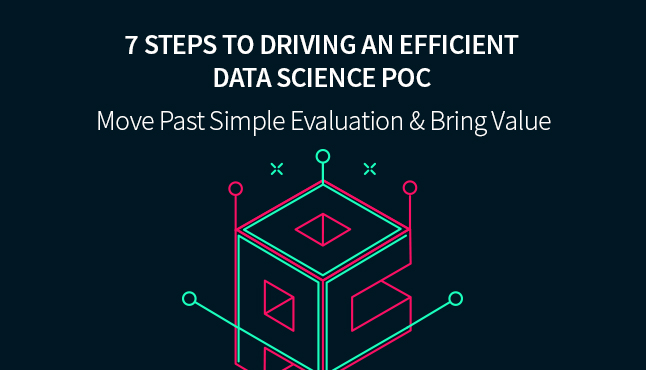 7 STEPS TO DRIVING AN EFFICIENT
DATA SCIENCE POC
Move Past Simple Evaluation & Bring Value